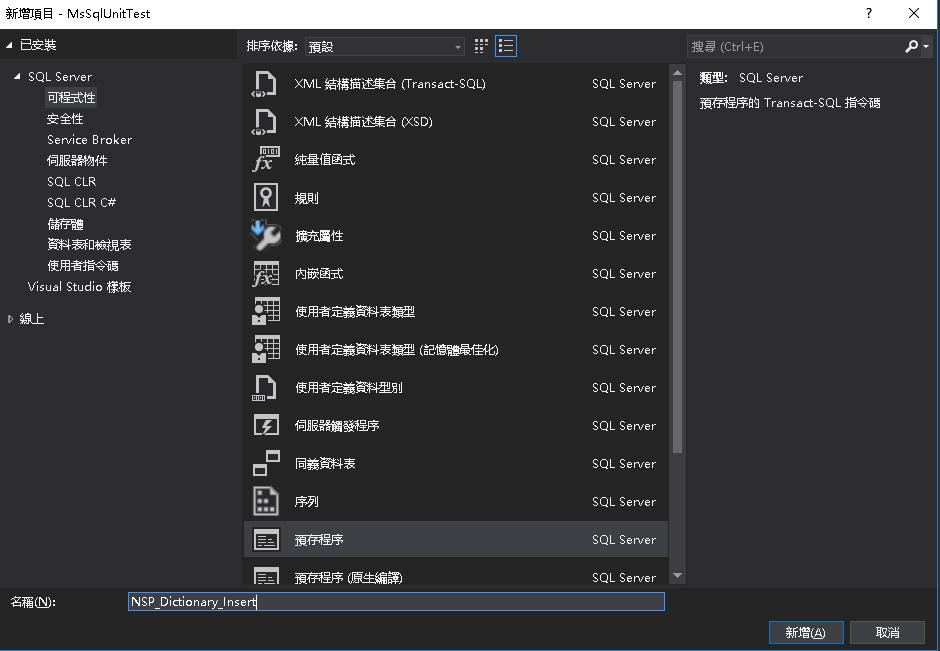 新增項目 - MsSqlUnitTest
?
已安裝
SQL Server
可程式性
安全性
Service Broker
伺服器物件
SQL CLR
SQL CLR C#
儲存體
資料表和檢視表
使用者指令碼
Visual Studio 樣板
線上
排序依據: 預設
XML 結構描述集合 (Transact-SQL) SQL Server
XML 結構描述集合 (XSD) SQL Server
純量值函式 SQL Server
規則 SQL Server
擴充屬性 SQL Server
內嵌函式 SQL Server
使用者定義資料表類型 SQL Server
使用者定義資料表類型 (記憶體最佳化) SQL Server
使用者定義資料型別 SQL Server
伺服器觸發程序 SQL Server
同義資料表 SQL Server
序列 SQL Server
預存程序 SQL Server
預存程序 (原生編譯) SQL Server
搜尋 (Ctrl+E)
類型: SQL Server
預存程序的 Transact-SQL 指令碼
名稱(N): NSP_Dictionary_Insert
新增(A)
取消